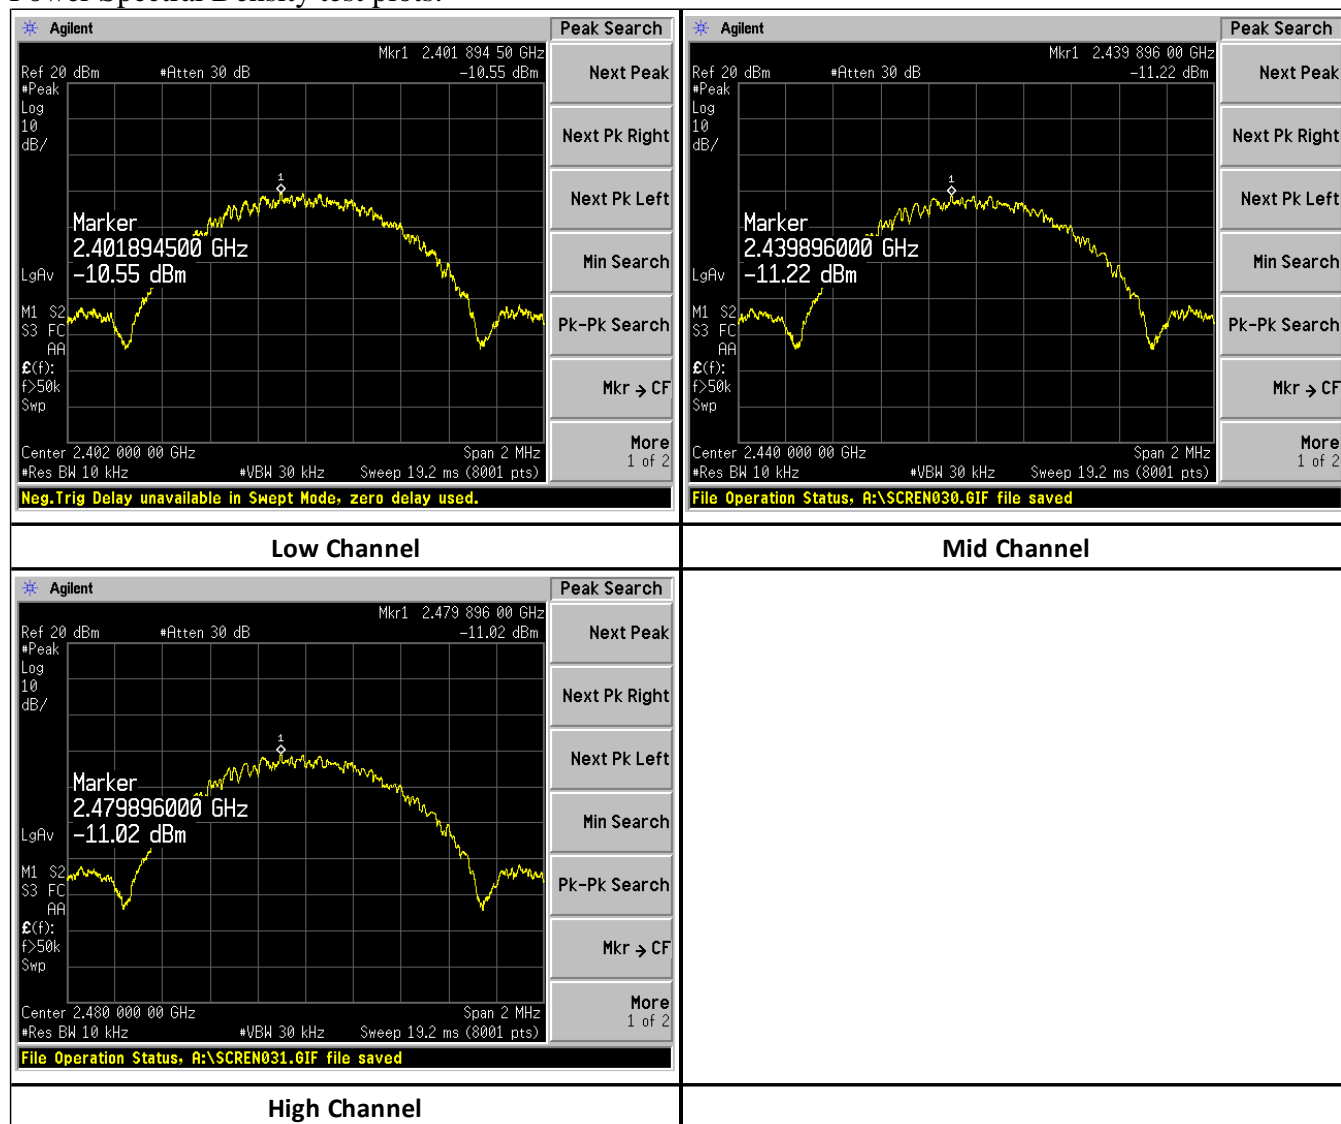 Power Spectral Density test plots:
Agilent
Peak Search
Mkr1 2.401 894 50 GHz
Ref 20 dBm #Atten 30 dB -10.55 dBm
#Peak
Log
10
dB/
1
Marker
2.401894500 GHz
-10.55 dBm
LgAv
M1 S2
S3 FC
AA
£(f):
f>50k
Swp
Center 2.402 000 00 GHz Span 2 MHz
#Res BW 10 kHz #VBW 30 kHz Sweep 19.2 ms (8001 pts)
Neg.Trig Delay unavailable in Swept Mode, zero delay used.
Next Peak
Next Pk Right
Next Pk Left
Min Search
Pk-Pk Search
Mkr → CF
More
1 of 2
Low Channel
Agilent
Peak Search
Mkr1 2.439 896 00 GHz
Ref 20 dBm #Atten 30 dB -11.22 dBm
#Peak
Log
10
dB/
1
Marker
2.439896000 GHz
-11.22 dBm
LgAv
M1 S2
S3 FC
AA
£(f):
f>50k
Swp
Center 2.440 000 00 GHz Span 2 MHz
#Res BW 10 kHz #VBW 30 kHz Sweep 19.2 ms (8001 pts)
File Operation Status, A:\SCREN030.GIF file saved
Next Peak
Next Pk Right
Next Pk Left
Min Search
Pk-Pk Search
Mkr → CF
More
1 of 2
Mid Channel
Agilent
Peak Search
Mkr1 2.479 896 00 GHz
Ref 20 dBm #Atten 30 dB -11.02 dBm
#Peak
Log
10
dB/
1
Marker
2.479896000 GHz
-11.02 dBm
LgAv
M1 S2
S3 FC
AA
£(f):
f>50k
Swp
Center 2.480 000 00 GHz Span 2 MHz
#Res BW 10 kHz #VBW 30 kHz Sweep 19.2 ms (8001 pts)
File Operation Status, A:\SCREN031.GIF file saved
Next Peak
Next Pk Right
Next Pk Left
Min Search
Pk-Pk Search
Mkr → CF
More
1 of 2
High Channel